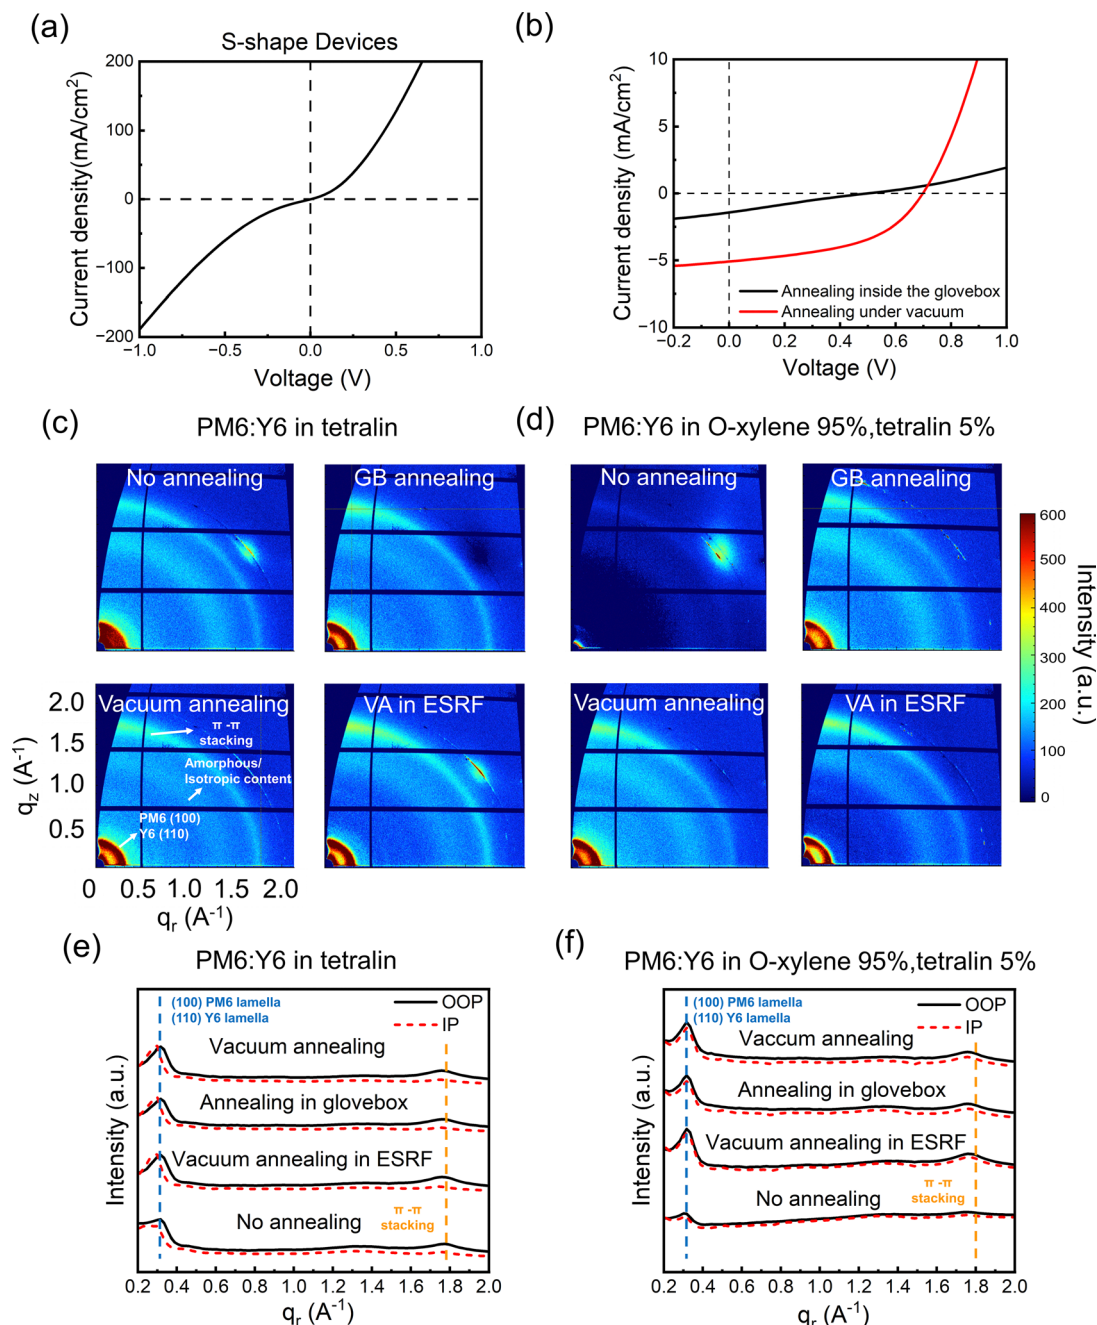 (a)
S-shape Devices
200
100
0
−100
−200
−1.0 −0.5 0.0 0.5 1.0
Current density(mA/cm²)
Voltage (V)
(b)
10
5
0
−5
−10
−0.2 0.0 0.2 0.4 0.6 0.8 1.0
Current density (mA/cm²)
Voltage (V)
Annealing inside the glovebox
Annealing under vacuum
(c)
PM6:Y6 in tetralin
No annealing
GB annealing
Vacuum annealing
π -π
stacking
Amorphous/
Isotropic content
PM6 (100)
Y6 (110)
VA in ESRF
2.0
1.5
1.0
0.5
q_z (A⁻¹)
0 0.5 1.0 1.5 2.0
q_r (A⁻¹)
(d)
PM6:Y6 in O-xylene 95%,tetralin 5%
No annealing
GB annealing
Vacuum annealing
VA in ESRF
600
500
400
300
200
100
0
Intensity (a.u.)
(e)
PM6:Y6 in tetralin
(100) PM6 lamella
(110) Y6 lamella
OOP
IP
Vacuum annealing
Annealing in glovebox
Vacuum annealing in ESRF
No annealing
π -π
stacking
Intensity (a.u.)
0.2 0.4 0.6 0.8 1.0 1.2 1.4 1.6 1.8 2.0
q_r (A⁻¹)
(f)
PM6:Y6 in O-xylene 95%,tetralin 5%
(100) PM6 lamella
(110) Y6 lamella
OOP
IP
Vaccum annealing
Annealing in glovebox
Vacuum annealing in ESRF
π -π
stacking
No annealing
Intensity (a.u.)
0.2 0.4 0.6 0.8 1.0 1.2 1.4 1.6 1.8 2.0
q_r (A⁻¹)